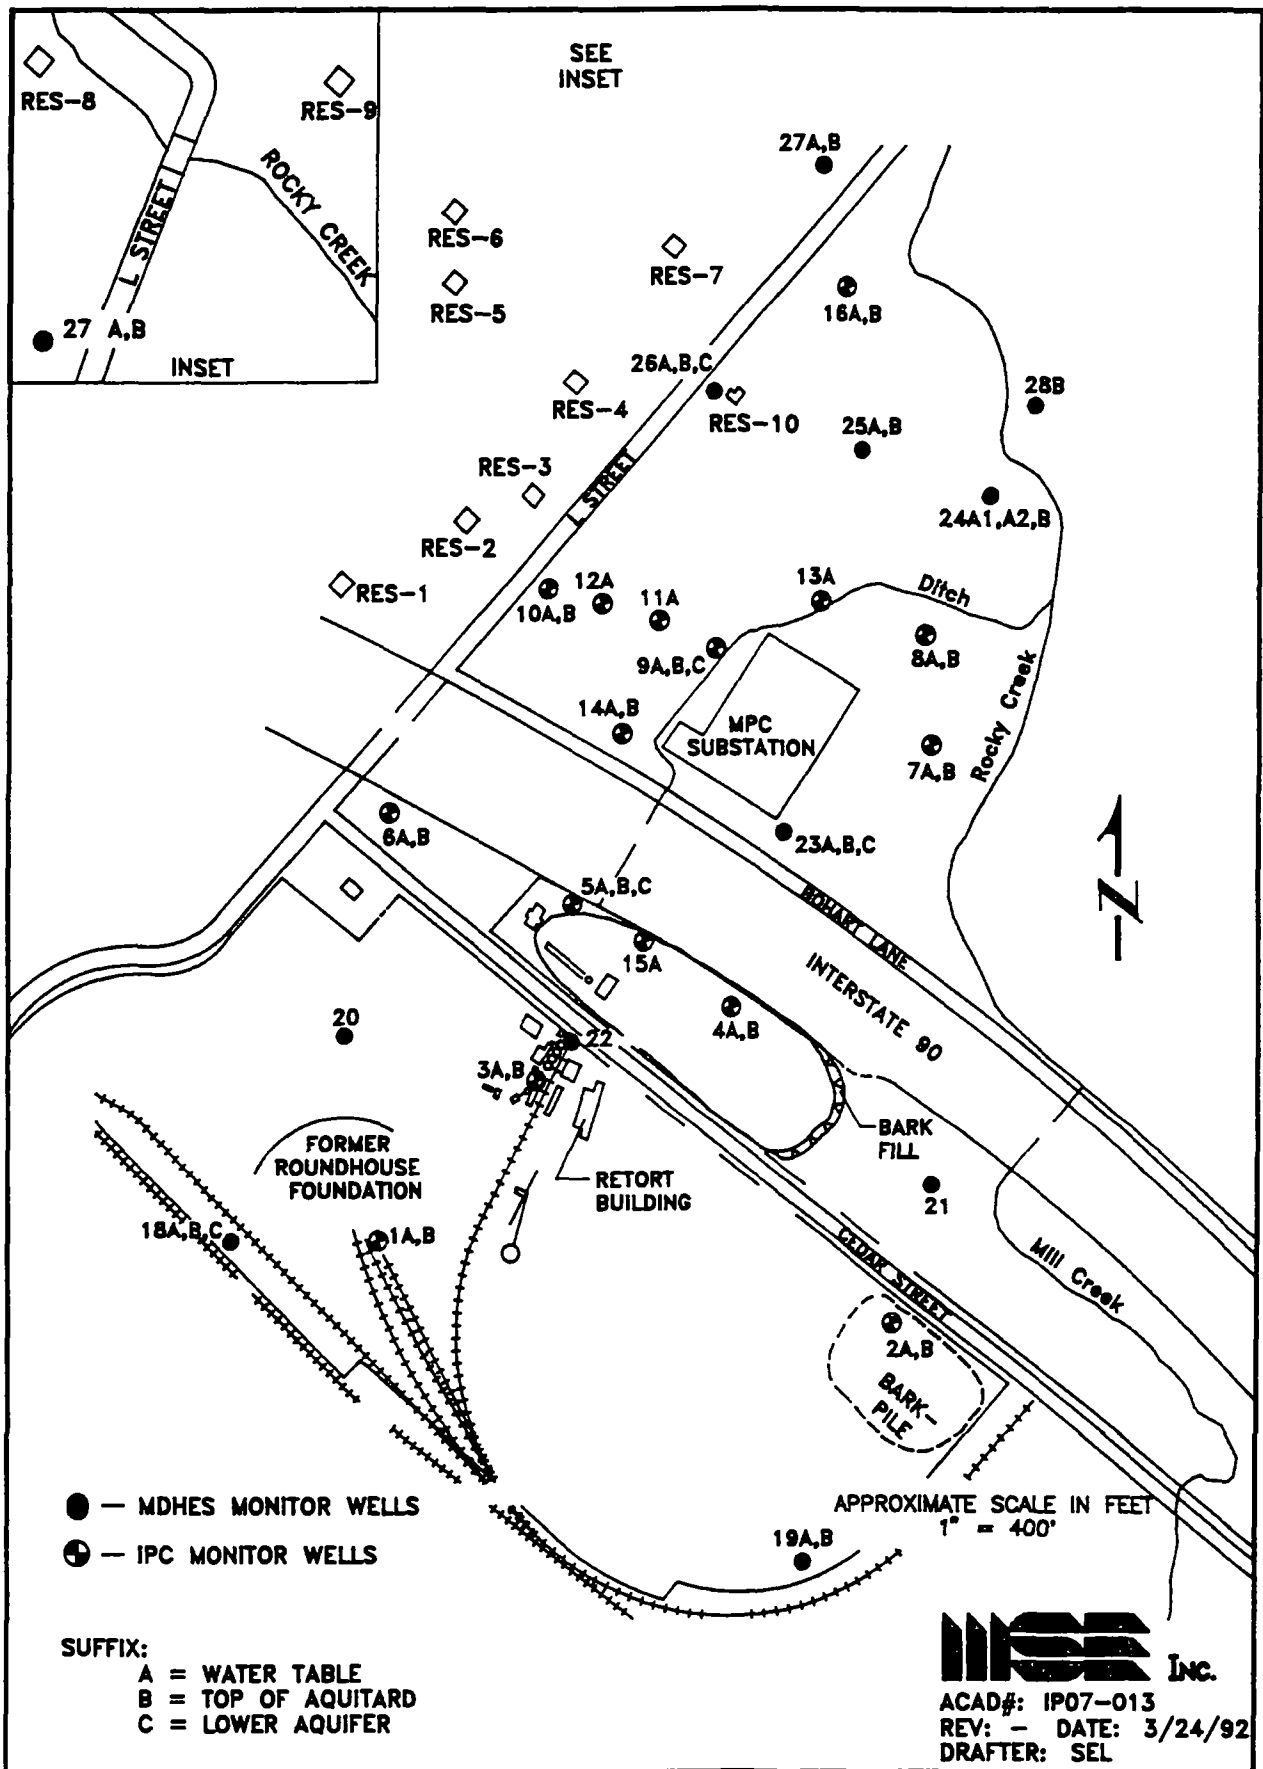 SEE
INSET
RES-8
RES-9
ROCKY CREEK
L STREET
27 A,B
INSET
27A,B
RES-6
RES-7
RES-5
16A,B
26A,B,C
28B
RES-4
RES-10
25A,B
RES-3
L STREET
24A1,A2,B
RES-2
RES-1
12A
13A
Ditch
10A,B
11A
9A,B,C
8A,B
Rocky Creek
14A,B
MPC
SUBSTATION
7A,B
6A,B
23A,B,C
N
5A,B,C
BOHART LANE
15A
INTERSTATE 90
4A,B
20
22
3A,B
BARK
FILL
FORMER
ROUNDHOUSE
FOUNDATION
RETORT
BUILDING
21
18A,B,C
1A,B
CEDAR STREET
Mill Creek
2A,B
BARK-
PILE
— MDHES MONITOR WELLS
— IPC MONITOR WELLS
APPROXIMATE SCALE IN FEET
1" = 400'
19A,B
SUFFIX:
A = WATER TABLE
B = TOP OF AQUITARD
C = LOWER AQUIFER
MSE INC.
ACAD#: IP07-013
REV: - DATE: 3/24/92
DRAFTER: SEL